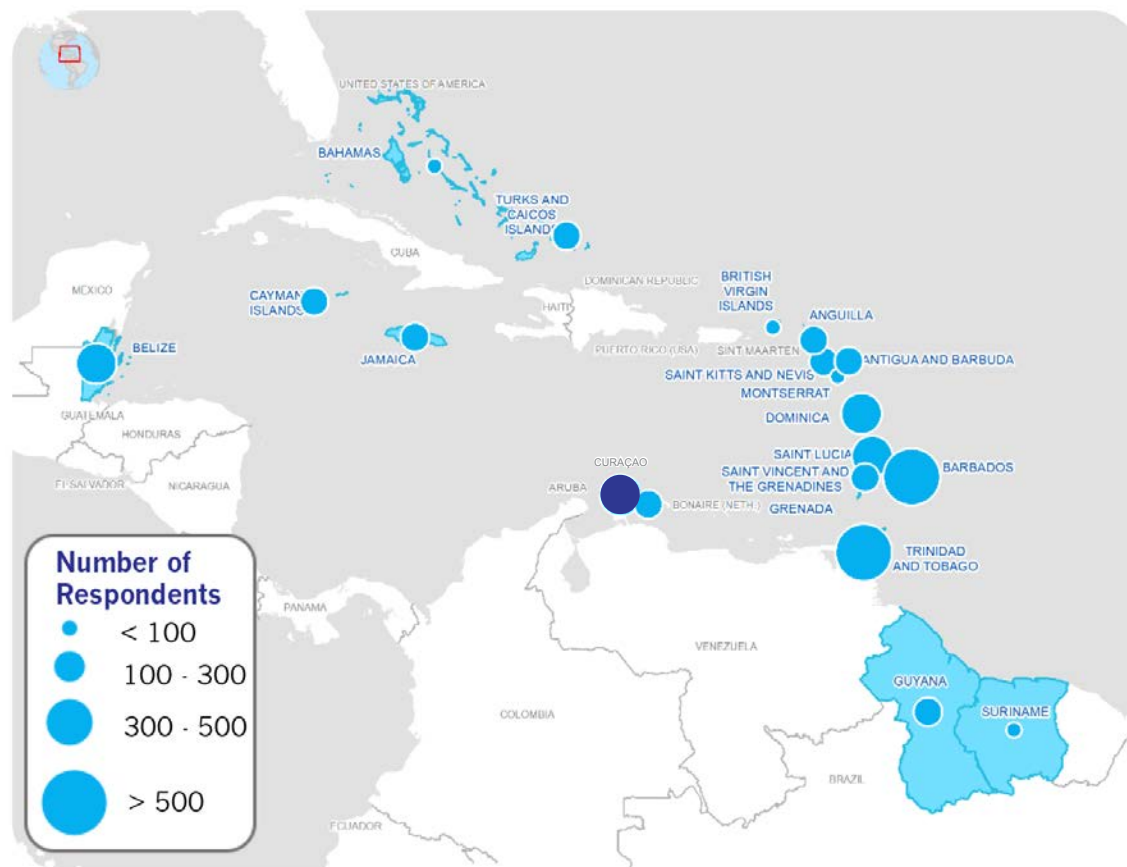 UNITED STATES OF AMERICA
BAHAMAS
TURKS AND
CAICOS
ISLANDS
CUBA
MEXICO
CAYMAN
ISLANDS
DOMINICAN REPUBLIC
HAITI
BRITISH
VIRGIN
ISLANDS
ANGUILLA
BELIZE
JAMAICA
PUERTO RICO (USA)
SINT MAARTEN
ANTIGUA AND BARBUDA
SAINT KITTS AND NEVIS
MONTSERRAT
GUATEMALA
DOMINICA
HONDURAS
SAINT LUCIA
EL SALVADOR
NICARAGUA
CURAÇAO
SAINT VINCENT AND
THE GRENADINES
BARBADOS
ARUBA
BONAIRE (NETH.)
GRENADA
TRINIDAD
AND TOBAGO
Number of
Respondents
< 100
100 - 300
300 - 500
> 500
PANAMA
VENEZUELA
GUYANA
SURINAME
COLOMBIA
BRAZIL
ECUADOR